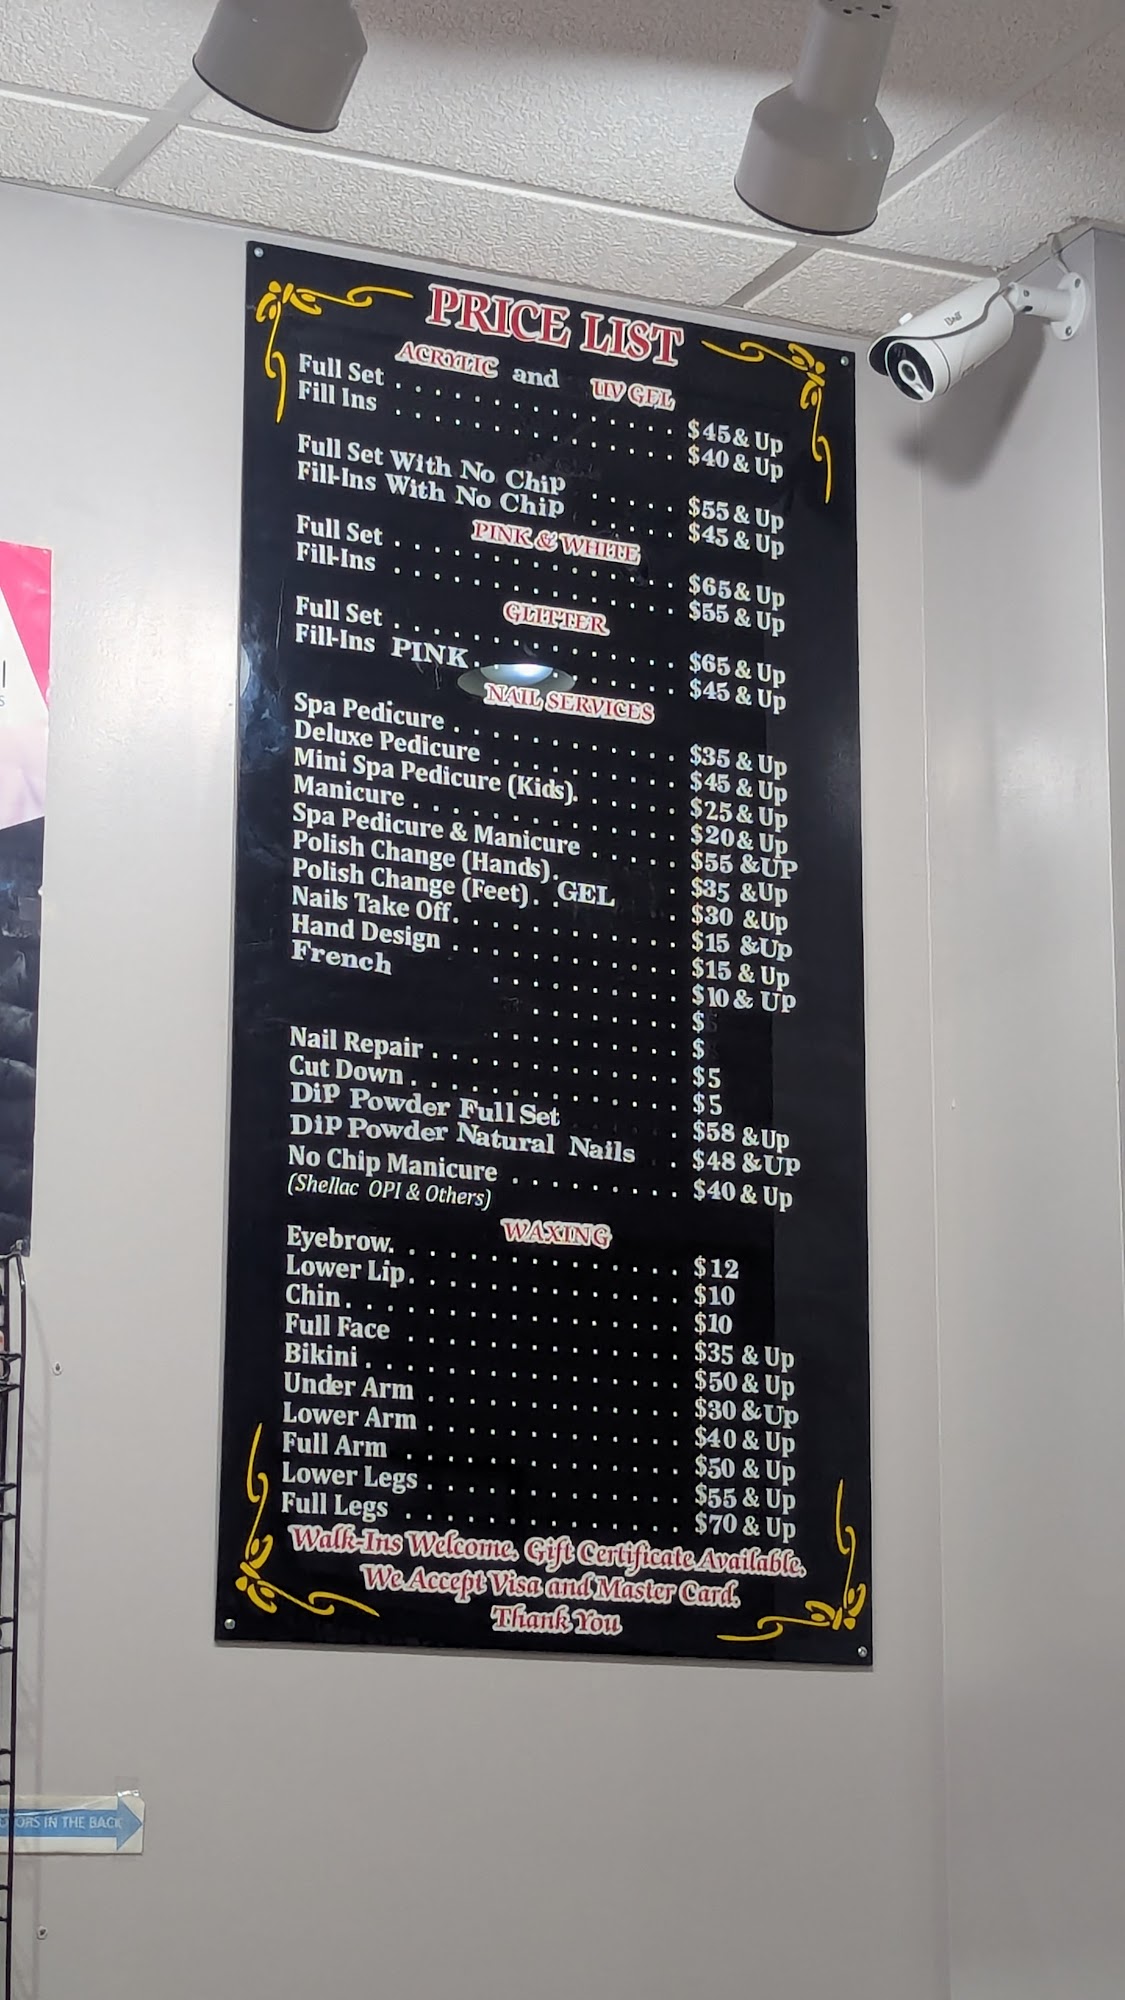 PRICE LIST
ACRYLIC and UV GEL
Full Set . . . . . . . . . . . . . . $45 & Up
Fill Ins . . . . . . . . . . . . . . $40 & Up
Full Set With No Chip . . . . . $55 & Up
Fill-Ins With No Chip . . . . . $45 & Up
PINK & WHITE
Full Set . . . . . . . . . . . . . . $65 & Up
Fill-Ins . . . . . . . . . . . . . . $55 & Up
GLITTER
Full Set . . . . . . . . . . . . . . $65 & Up
Fill-Ins PINK . . . . . . . . . . $45 & Up
NAIL SERVICES
Spa Pedicure . . . . . . . . . . . . $35 & Up
Deluxe Pedicure . . . . . . . . . . $45 & Up
Mini Spa Pedicure (Kids). . . . . . $25 & Up
Manicure . . . . . . . . . . . . . . $20 & Up
Spa Pedicure & Manicure . . . . . $55 & UP
Polish Change (Hands). . $35 & Up
Polish Change (Feet). . GEL . $30 & Up
Nails Take Off. . . . . . . . . . . . $15 & Up
Hand Design . . . . . . . . . . . . $15 & Up
French . . . . . . . . . . $10 & Up
. . . . . . . . $
. . . . . . . . . . $
Nail Repair . . . . . . . . . . . . . $5
Cut Down . . . . . . . . . . . . . . $5
Dip Powder Full Set . $58 & Up
Dip Powder Natural Nails . $48 & UP
No Chip Manicure . . . . . . . . . $40 & Up
(Shellac OPI & Others)
WAXING
Eyebrow. . . . . . . . . . . . . . . $12
Lower Lip. . . . . . . . . . . . . . $10
Chin . . . . . . . . . . . . . . . . . $10
Full Face . . . . . . . . . . . . . . $35 & Up
Bikini . . . . . . . . . . . . . . . . $50 & Up
Under Arm . . . . . . . . . . . . . $30 & Up
Lower Arm . . . . . . . . . . . . . $40 & Up
Full Arm . . . . . . . . . . . . . . $50 & Up
Lower Legs . . . . . . . . . . . . . $55 & Up
Full Legs . . . . . . . . . . . . . . $70 & Up
Walk-Ins Welcome. Gift Certificate Available.
We Accept Visa and Master Card.
Thank You
IN THE BACK